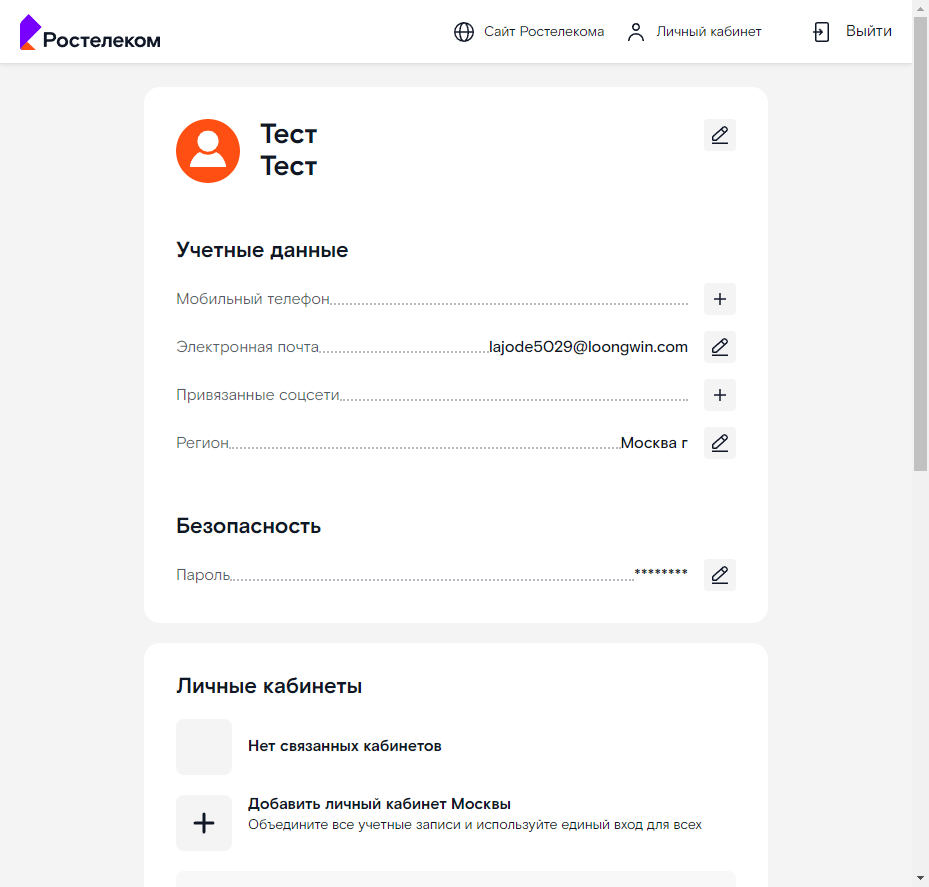 Ростелеком
Сайт Ростелекома
Личный кабинет
Выйти
Тест
Тест
Учетные данные
Мобильный телефон
Электронная почта lajode5029@loongwin.com
Привязанные соцсети
Регион Москва г
Безопасность
Пароль ********
Личные кабинеты
Нет связанных кабинетов
Добавить личный кабинет Москвы
Объедините все учетные записи и используйте единый вход для всех